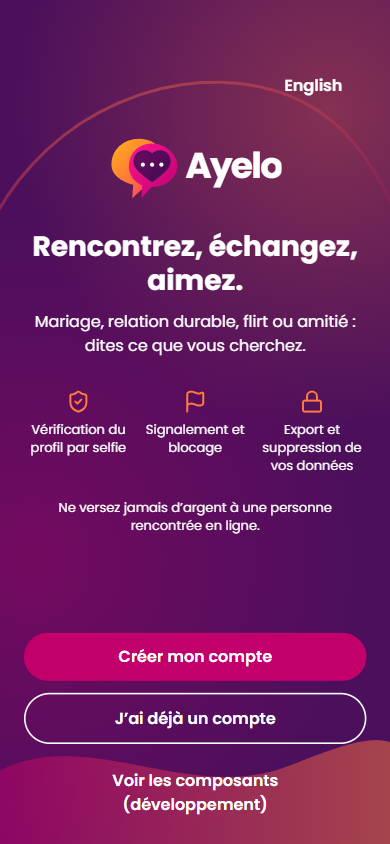 English
Ayelo
Rencontrez, échangez,
aimez.
Mariage, relation durable, flirt ou amitié :
dites ce que vous cherchez.
Vérification du
profil par selfie
Signalement et
blocage
Export et
suppression de
vos données
Ne versez jamais d’argent à une personne
rencontrée en ligne.
Créer mon compte
J’ai déjà un compte
Voir les composants
(développement)